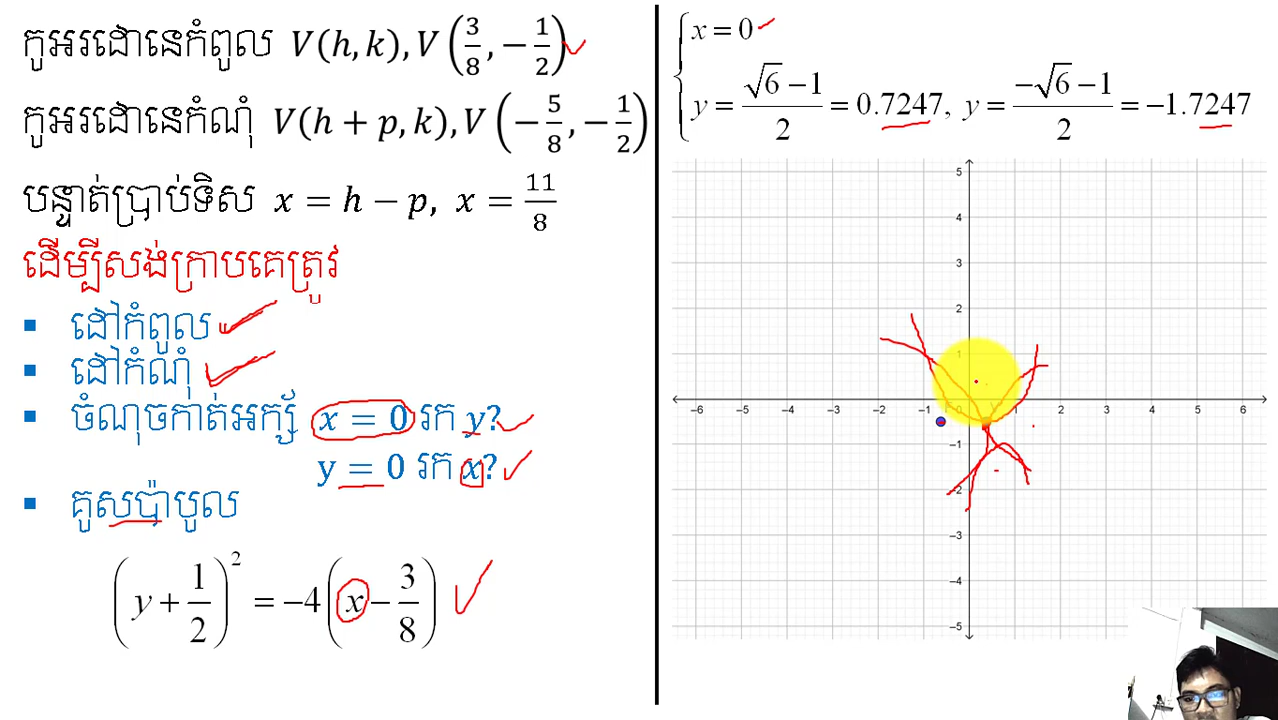 កូអរដោនេកំពូល V(h, k), V(3/8, −1/2)
កូអរដោនេកំណុំ V(h + p, k), V(−5/8, −1/2)
បន្ទាត់ប្រាប់ទិស x = h − p, x = 11/8
ដើម្បីសង់ក្រាបគេត្រូវ
▪ ដៅកំពូល
▪ ដៅកំណុំ
▪ ចំណុចកាត់អក្ស័ x = 0 រក y?
y = 0 រក x?
▪ គូសប៉ាបូល
(y + 1/2)² = −4(x − 3/8)
x = 0
y = (√6 − 1)/2 = 0.7247, y = (−√6 − 1)/2 = −1.7247
5
4
3
2
1
−6 −5 −4 −3 −2 −1 0 1 2 3 4 5 6
−1
−2
−3
−4
−5